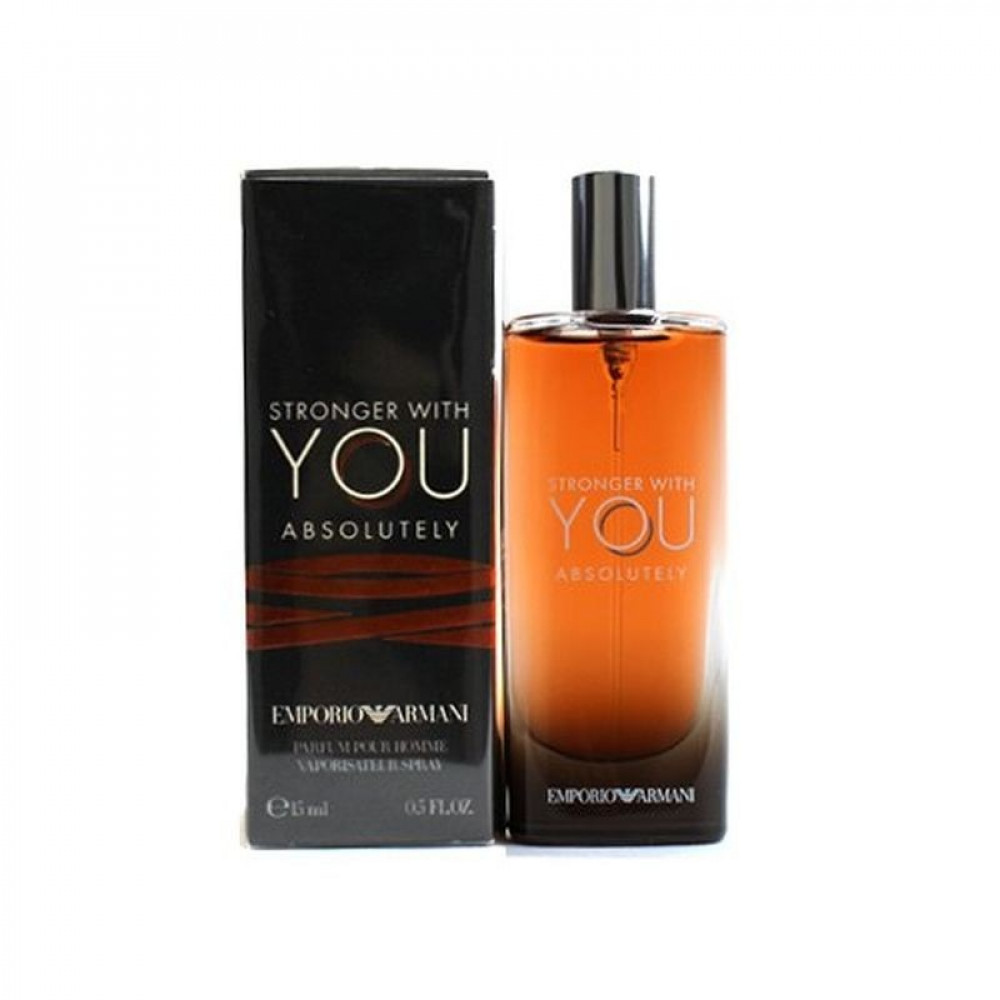 STRONGER WITH
YOU
ABSOLUTELY
EMPORIO ARMANI
PARFUM POUR HOMME
VAPORISATEUR SPRAY
℮15 ml 0.5 FL.OZ.
STRONGER WITH
YOU
ABSOLUTELY
EMPORIO ARMANI